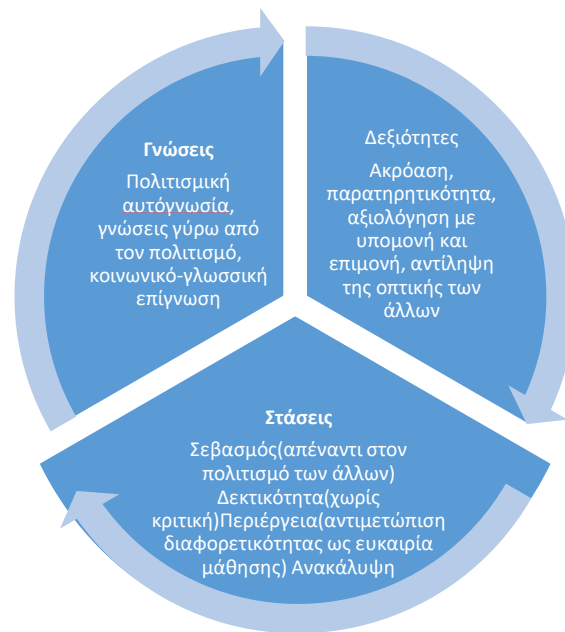 Γνώσεις
Πολιτισμική
αυτόγνωσία,
γνώσεις γύρω από
τον πολιτισμό,
κοινωνικό-γλωσσική
επίγνωση
Δεξιότητες
Ακρόαση,
παρατηρητικότητα,
αξιολόγηση με
υπομονή και
επιμονή, αντίληψη
της οπτικής των
άλλων
Στάσεις
Σεβασμός(απέναντι στον
πολιτισμό των άλλων)
Δεκτικότητα(χωρίς
κριτική)Περιέργεια(αντιμετώπιση
διαφορετικότητας ως ευκαιρία
μάθησης) Ανακάλυψη